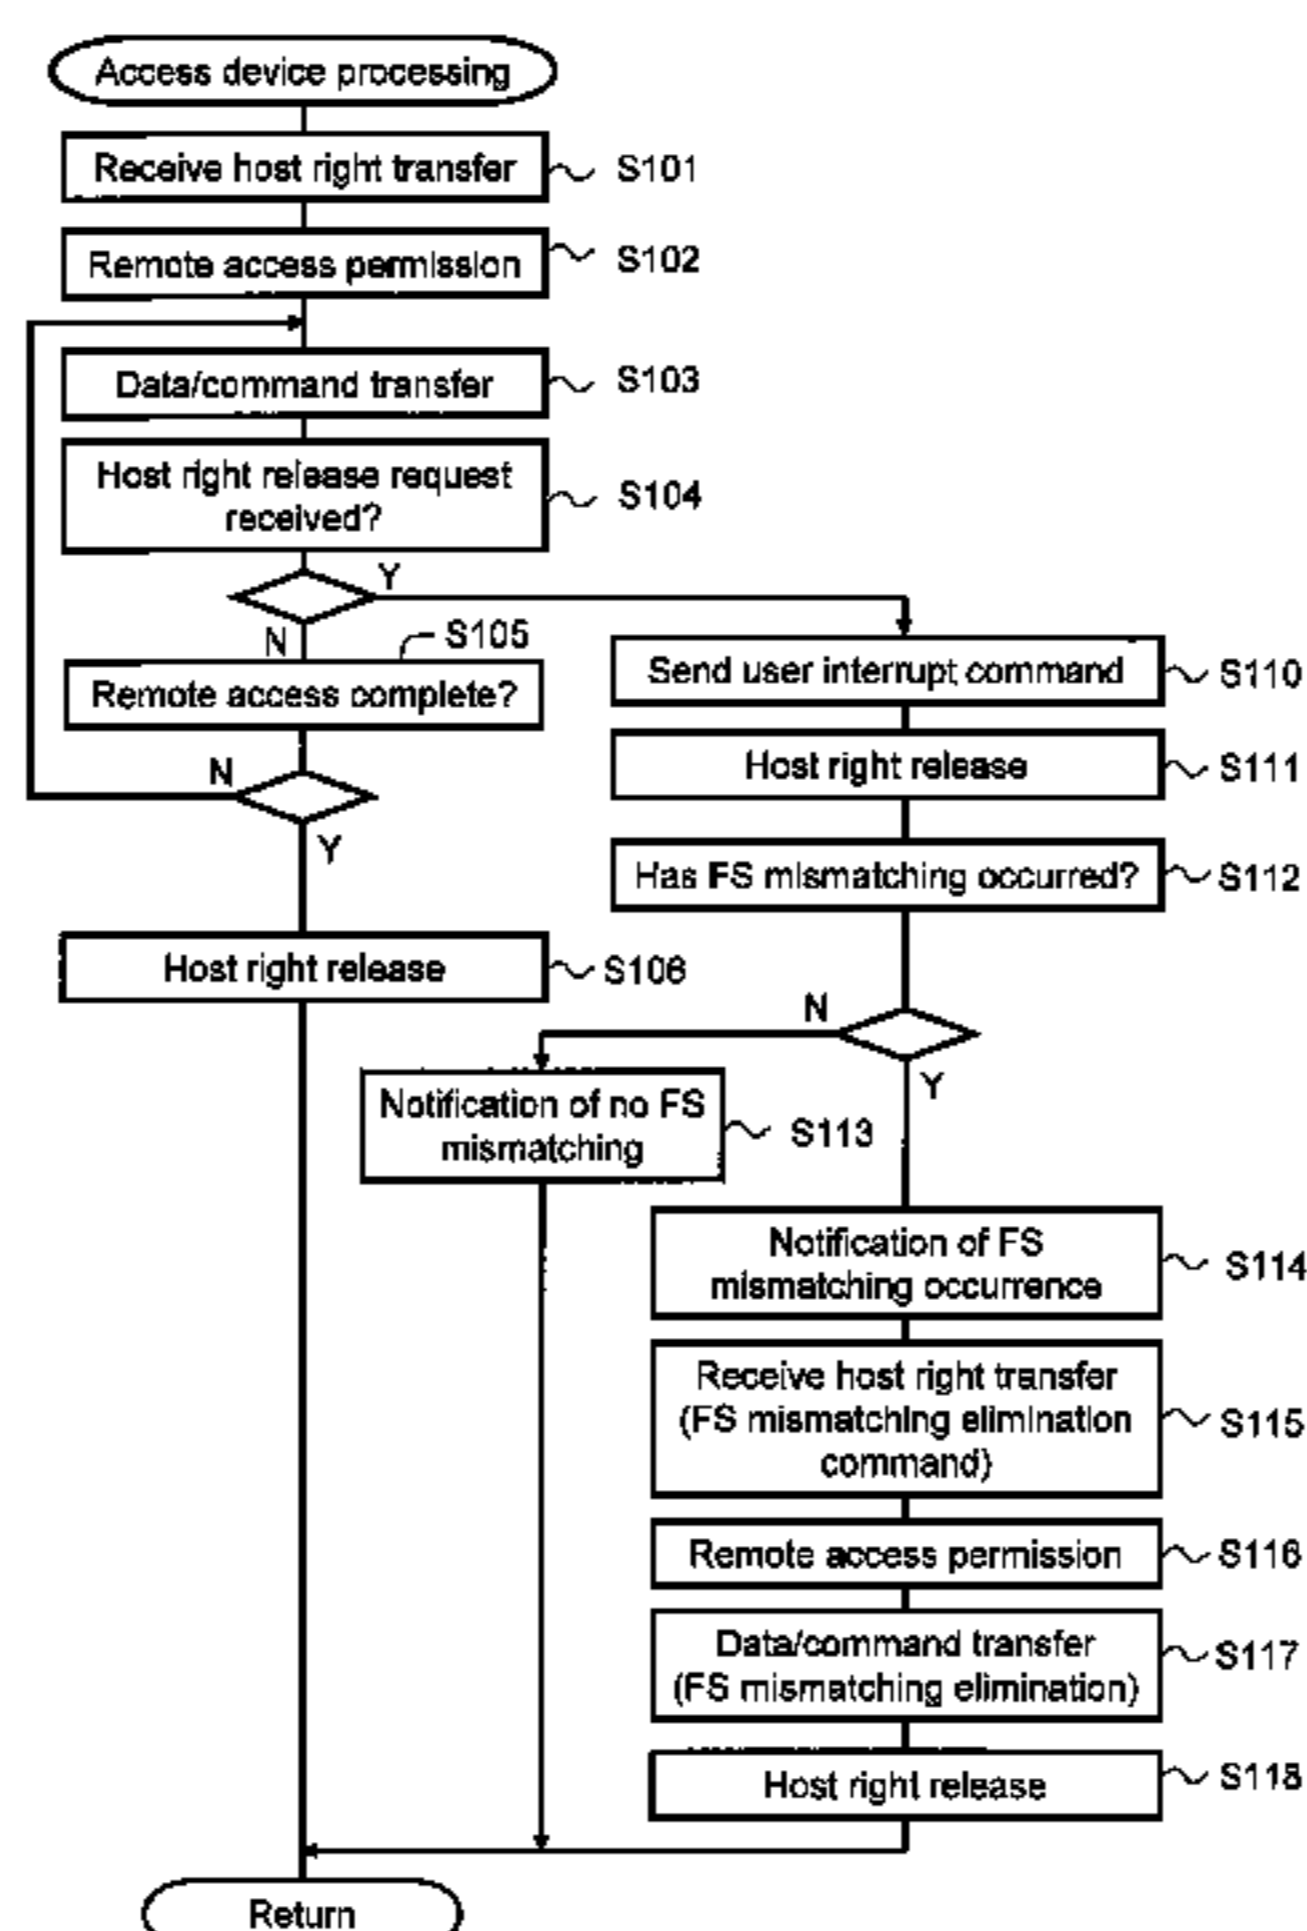 Access device processing
Receive host right transfer
S101
Remote access permission
S102
Data/command transfer
S103
Host right release request
received?
S104
Y
N
S105
Remote access complete?
N
Y
Host right release
S106
Send user interrupt command
S110
Host right release
S111
Has FS mismatching occurred?
S112
N
Y
Notification of no FS
mismatching
S113
Notification of FS
mismatching occurrence
S114
Receive host right transfer
(FS mismatching elimination
command)
S115
Remote access permission
S116
Data/command transfer
(FS mismatching elimination)
S117
Host right release
S118
Return